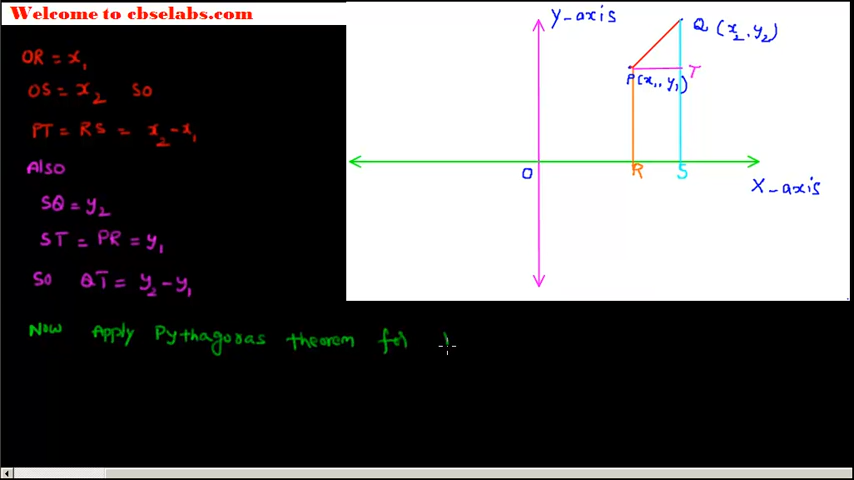 Welcome to cbselabs.com
OR = x₁
OS = x₂ so
PT = RS = x₂ - x₁
Also
SQ = y₂
ST = PR = y₁
So QT = y₂ - y₁
Now Apply Pythagoras theorem for
Y-axis
Q (x₂, y₂)
T
P(x₁, y₁)
O
R
S
X-axis